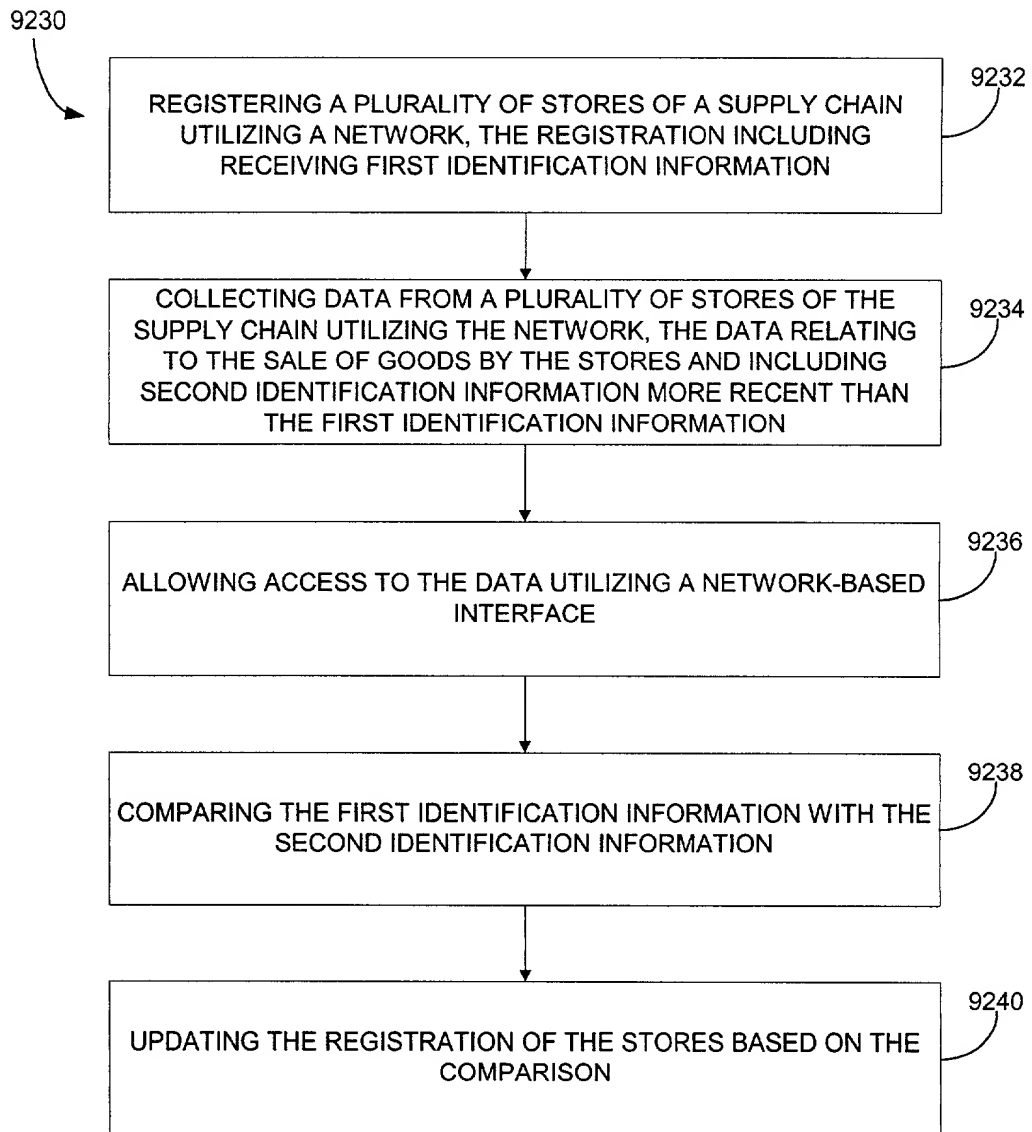 9230
9232
REGISTERING A PLURALITY OF STORES OF A SUPPLY CHAIN
UTILIZING A NETWORK, THE REGISTRATION INCLUDING
RECEIVING FIRST IDENTIFICATION INFORMATION
9234
COLLECTING DATA FROM A PLURALITY OF STORES OF THE
SUPPLY CHAIN UTILIZING THE NETWORK, THE DATA RELATING
TO THE SALE OF GOODS BY THE STORES AND INCLUDING
SECOND IDENTIFICATION INFORMATION MORE RECENT THAN
THE FIRST IDENTIFICATION INFORMATION
9236
ALLOWING ACCESS TO THE DATA UTILIZING A NETWORK-BASED
INTERFACE
9238
COMPARING THE FIRST IDENTIFICATION INFORMATION WITH THE
SECOND IDENTIFICATION INFORMATION
9240
UPDATING THE REGISTRATION OF THE STORES BASED ON THE
COMPARISON